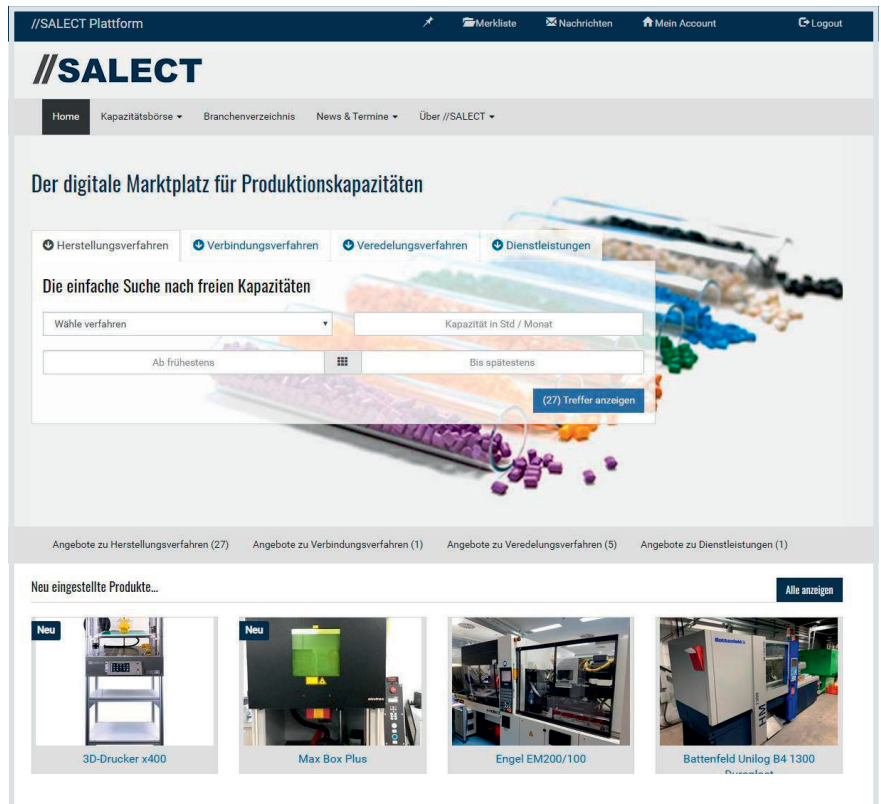 //SALECT Plattform
Merkliste
Nachrichten
Mein Account
Logout
//SALECT
Home
Kapazitätsbörse
Branchenverzeichnis
News & Termine
Über //SALECT
Der digitale Marktplatz für Produktionskapazitäten
Herstellungsverfahren
Verbindungsverfahren
Veredelungsverfahren
Dienstleistungen
Die einfache Suche nach freien Kapazitäten
Wähle verfahren
Kapazität in Std / Monat
Ab frühestens
Bis spätestens
(27) Treffer anzeigen
Angebote zu Herstellungsverfahren (27)
Angebote zu Verbindungsverfahren (1)
Angebote zu Veredelungsverfahren (5)
Angebote zu Dienstleistungen (1)
Neu eingestellte Produkte...
Alle anzeigen
Neu
Neu
Battenfeld
HM
3D-Drucker x400
Max Box Plus
Engel EM200/100
Battenfeld Unilog B4 1300